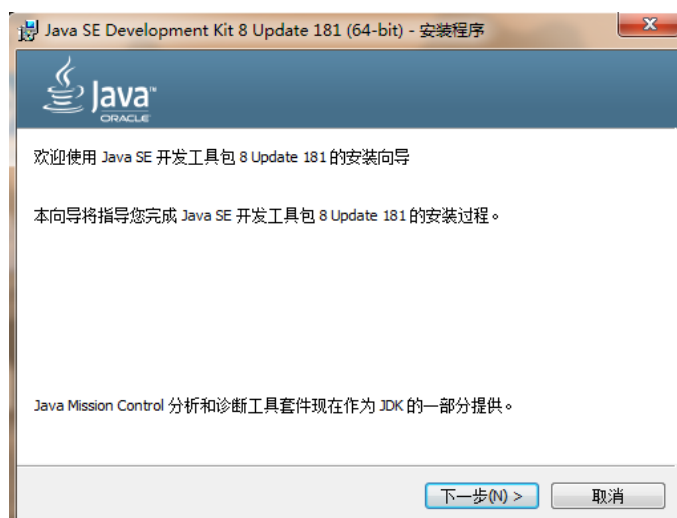 Java SE Development Kit 8 Update 181 (64-bit) - 安装程序
Java™
ORACLE
欢迎使用 Java SE 开发工具包 8 Update 181 的安装向导
本向导将指导您完成 Java SE 开发工具包 8 Update 181 的安装过程。
Java Mission Control 分析和诊断工具套件现在作为 JDK 的一部分提供。
下一步(N) >
取消